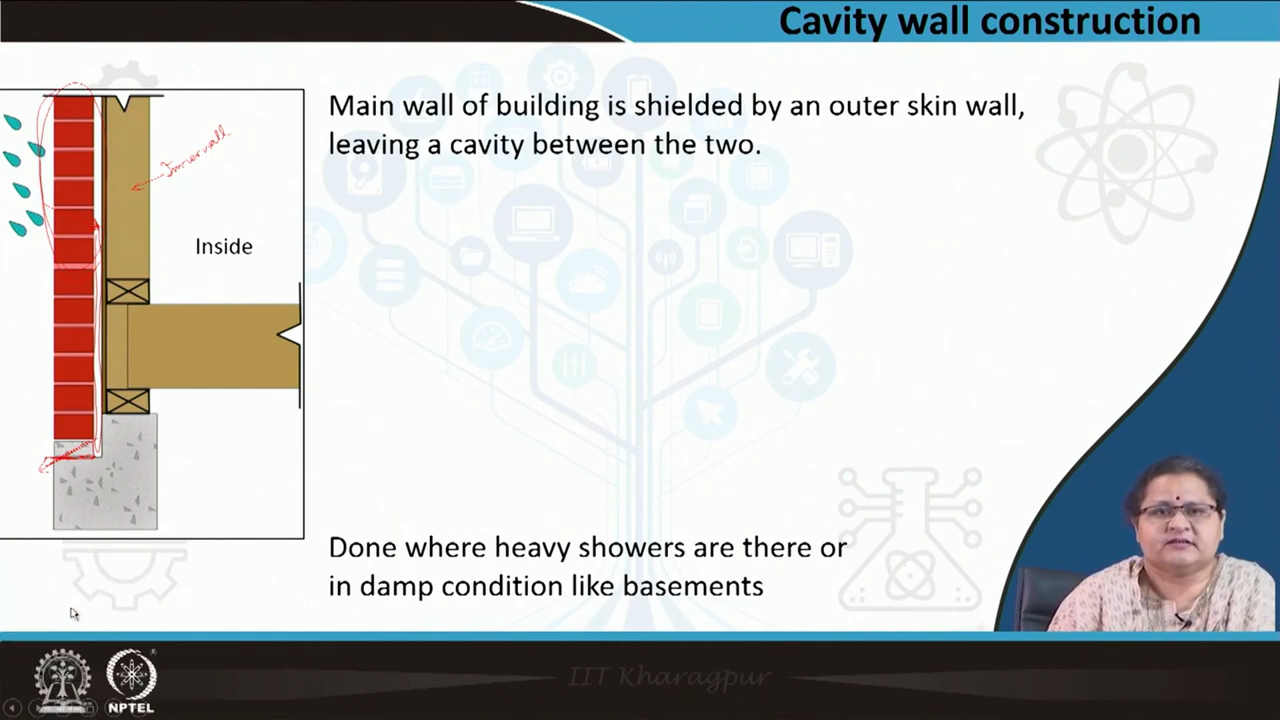 Cavity wall construction
Main wall of building is shielded by an outer skin wall,
leaving a cavity between the two.
Inner wall
Inside
Done where heavy showers are there or
in damp condition like basements
IIT Kharagpur
NPTEL